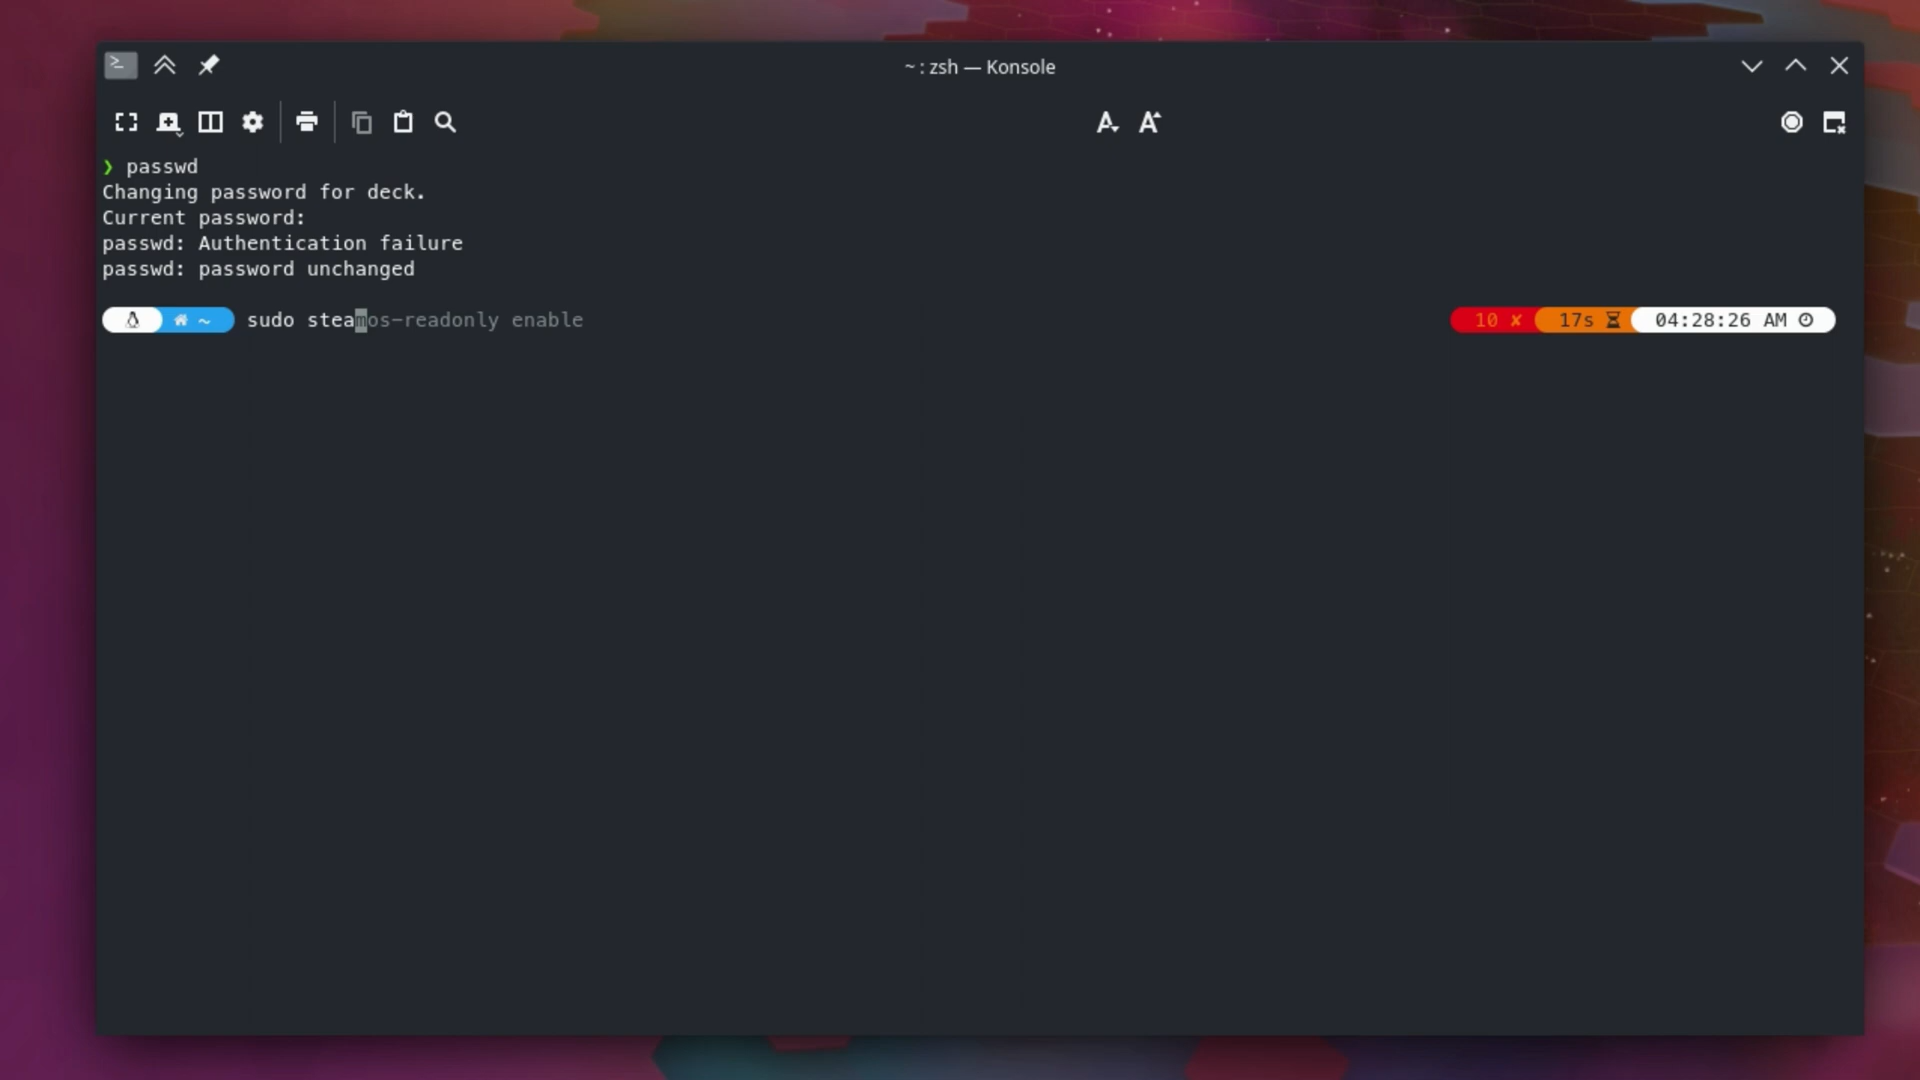 ~ : zsh — Konsole
❯ passwd
Changing password for deck.
Current password:
passwd: Authentication failure
passwd: password unchanged
~ sudo steamos-readonly enable 10 ✘ 17s 04:28:26 AM